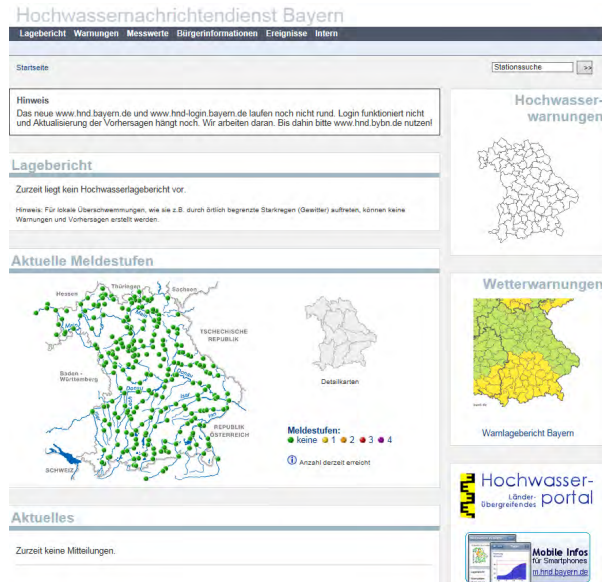 Hochwassernachrichtendienst Bayern
Lagebericht Warnungen Messwerte Bürgerinformationen Ereignisse Intern
Startseite
Stationssuche >>
Hinweis
Das neue www.hnd.bayern.de und www.hnd-login.bayern.de laufen noch nicht rund. Login funktioniert nicht
und Aktualisierung der Vorhersagen hängt noch. Wir arbeiten daran. Bis dahin bitte www.hnd.bybn.de nutzen!
Lagebericht
Zurzeit liegt kein Hochwasserlagebericht vor.
Hinweis: Für lokale Überschwemmungen, wie sie z.B. durch örtlich begrenzte Starkregen (Gewitter) auftreten, können keine
Warnungen und Vorhersagen erstellt werden.
Aktuelle Meldestufen
Hessen
Thüringen
Sachsen
Main
TSCHECHISCHE
REPUBLIK
Baden -
Württemberg
Donau
Donau
REPUBLIK
ÖSTERREICH
SCHWEIZ
Detailkarten
Meldestufen:
keine 1 2 3 4
Anzahl derzeit erreicht
Aktuelles
Zurzeit keine Mitteilungen.
Hochwasser-
warnungen
Wetterwarnungen
Warnlagebericht Bayern
Hochwasser-
Länder-
übergreifendes portal
Mobile Infos
für Smartphones
m.hnd.bayern.de